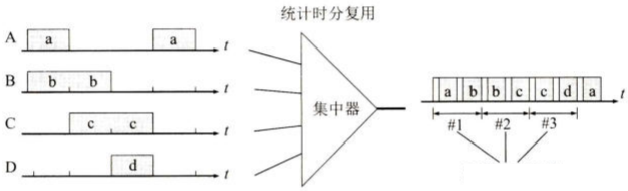 统计时分复用
A a a t
B b b t
C c c t
D d t
集中器
a b b c c d a t
#1 #2 #3